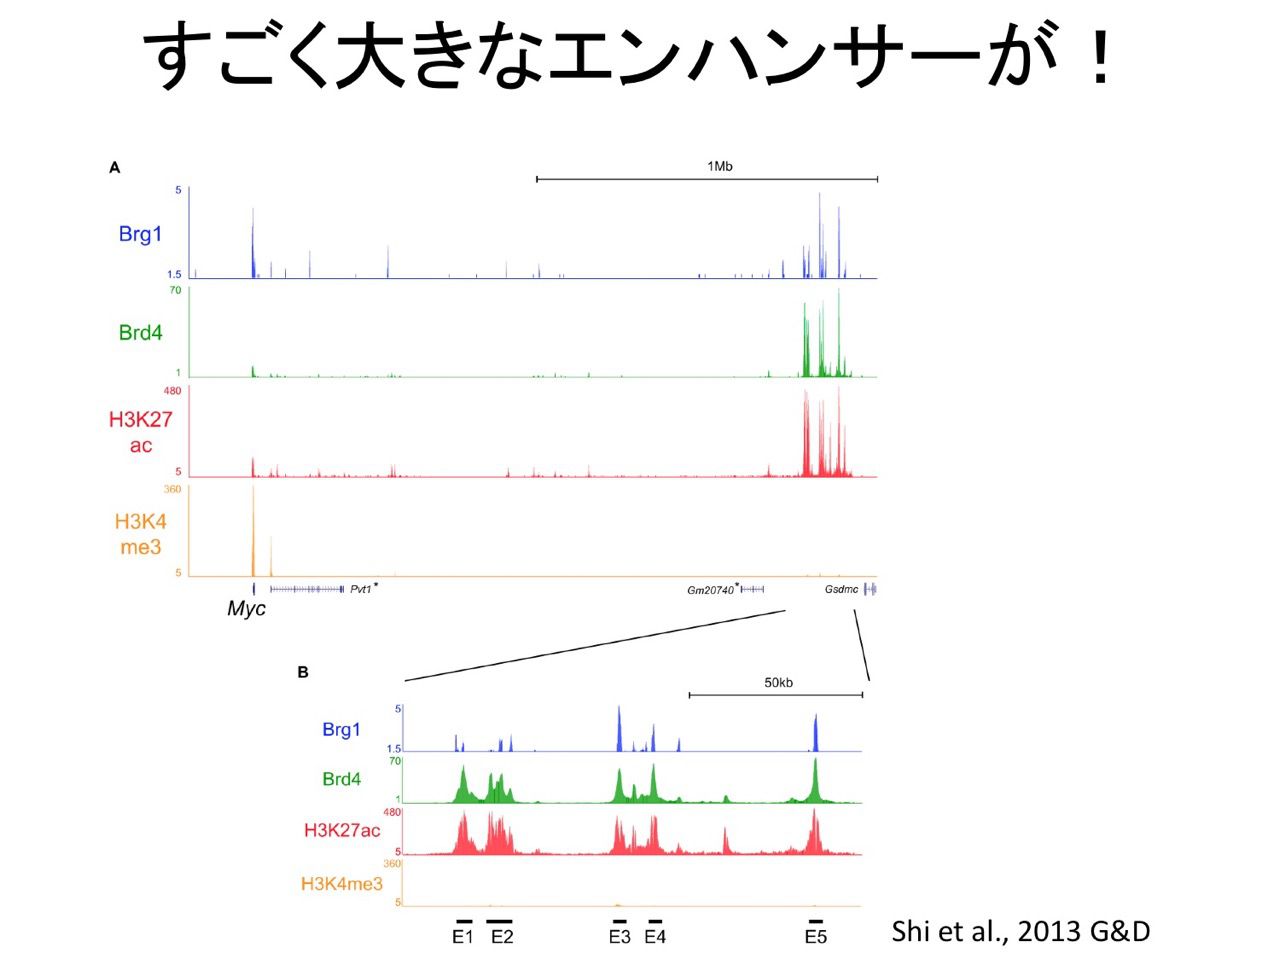 すごく大きなエンハンサーが！
A
1Mb
5
Brg1
1.5
70
Brd4
1
480
H3K27
ac
5
360
H3K4
me3
5
Myc
Pvt1*
Gm20740*
Gsdmc
B
50kb
5
Brg1
1.5
70
Brd4
1
480
H3K27ac
5
360
H3K4me3
5
E1 E2 E3 E4 E5
Shi et al., 2013 G&D